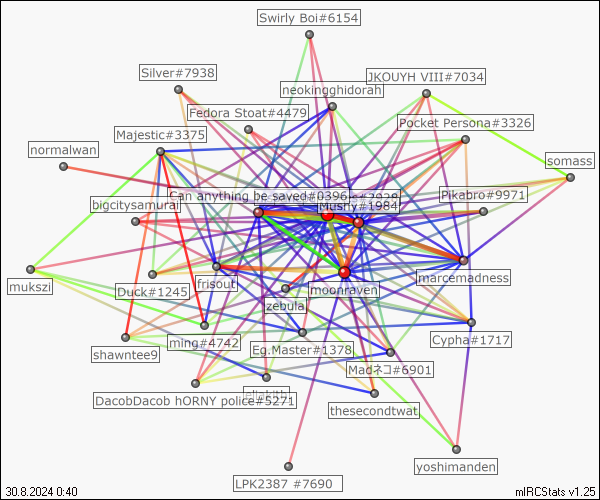 Swirly Boi#6154
Silver#7938
JKOUYH VIII#7034
neokingghidorah
Fedora Stoat#4479
Pocket Persona#3326
Majestic#3375
normalwan
somass
Can anything be saved#0396
Pikabro#9971
Mushy#1984
bigcitysamurai
marcemadness
mukszi
Duck#1245
frisout
moonraven
zebula
Cypha#1717
ming#4742
Eg.Master#1378
shawntee9
Madネコ#6901
DacobDacob hORNY police#5271
thesecondtwat
yoshimanden
LPK2387 #7690
30.8.2024 0:40
mIRCStats v1.25